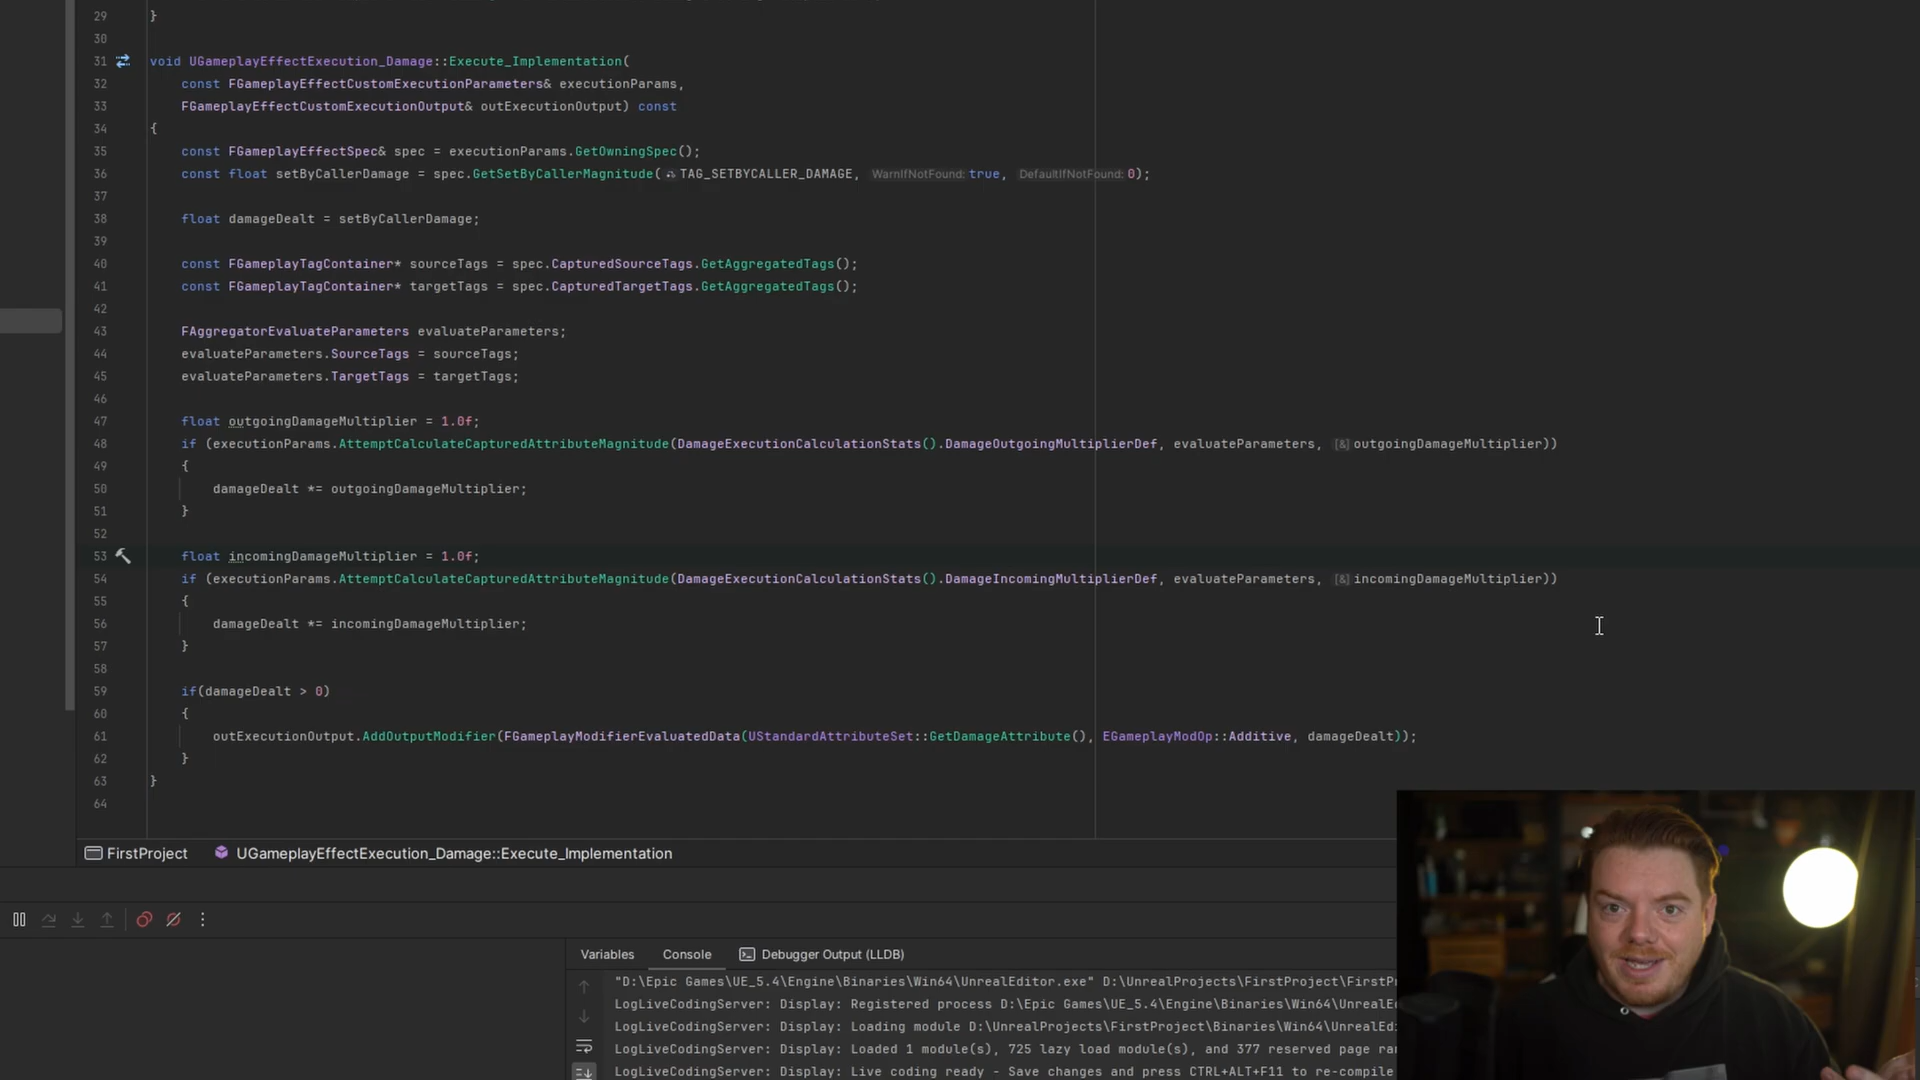 29 }
30
31 void UGameplayEffectExecution_Damage::Execute_Implementation(
32 const FGameplayEffectCustomExecutionParameters& executionParams,
33 FGameplayEffectCustomExecutionOutput& outExecutionOutput) const
34 {
35 const FGameplayEffectSpec& spec = executionParams.GetOwningSpec();
36 const float setByCallerDamage = spec.GetSetByCallerMagnitude( TAG_SETBYCALLER_DAMAGE, WarnIfNotFound: true, DefaultIfNotFound: 0);
37
38 float damageDealt = setByCallerDamage;
39
40 const FGameplayTagContainer* sourceTags = spec.CapturedSourceTags.GetAggregatedTags();
41 const FGameplayTagContainer* targetTags = spec.CapturedTargetTags.GetAggregatedTags();
42
43 FAggregatorEvaluateParameters evaluateParameters;
44 evaluateParameters.SourceTags = sourceTags;
45 evaluateParameters.TargetTags = targetTags;
46
47 float outgoingDamageMultiplier = 1.0f;
48 if (executionParams.AttemptCalculateCapturedAttributeMagnitude(DamageExecutionCalculationStats().DamageOutgoingMultiplierDef, evaluateParameters, [&] outgoingDamageMultiplier))
49 {
50 damageDealt *= outgoingDamageMultiplier;
51 }
52
53 float incomingDamageMultiplier = 1.0f;
54 if (executionParams.AttemptCalculateCapturedAttributeMagnitude(DamageExecutionCalculationStats().DamageIncomingMultiplierDef, evaluateParameters, [&] incomingDamageMultiplier))
55 {
56 damageDealt *= incomingDamageMultiplier;
57 }
58
59 if(damageDealt > 0)
60 {
61 outExecutionOutput.AddOutputModifier(FGameplayModifierEvaluatedData(UStandardAttributeSet::GetDamageAttribute(), EGameplayModOp::Additive, damageDealt));
62 }
63 }
64
FirstProject UGameplayEffectExecution_Damage::Execute_Implementation
Variables Console Debugger Output (LLDB)
"D:\Epic Games\UE_5.4\Engine\Binaries\Win64\UnrealEditor.exe" D:\UnrealProjects\FirstProject\FirstPr
LogLiveCodingServer: Display: Registered process D:\Epic Games\UE_5.4\Engine\Binaries\Win64\UnrealE
LogLiveCodingServer: Display: Loading module D:\UnrealProjects\FirstProject\Binaries\Win64\UnrealEdi
LogLiveCodingServer: Display: Loaded 1 module(s), 725 lazy load module(s), and 377 reserved page ra
LogLiveCodingServer: Display: Live coding ready - Save changes and press CTRL+ALT+F11 to re-compile